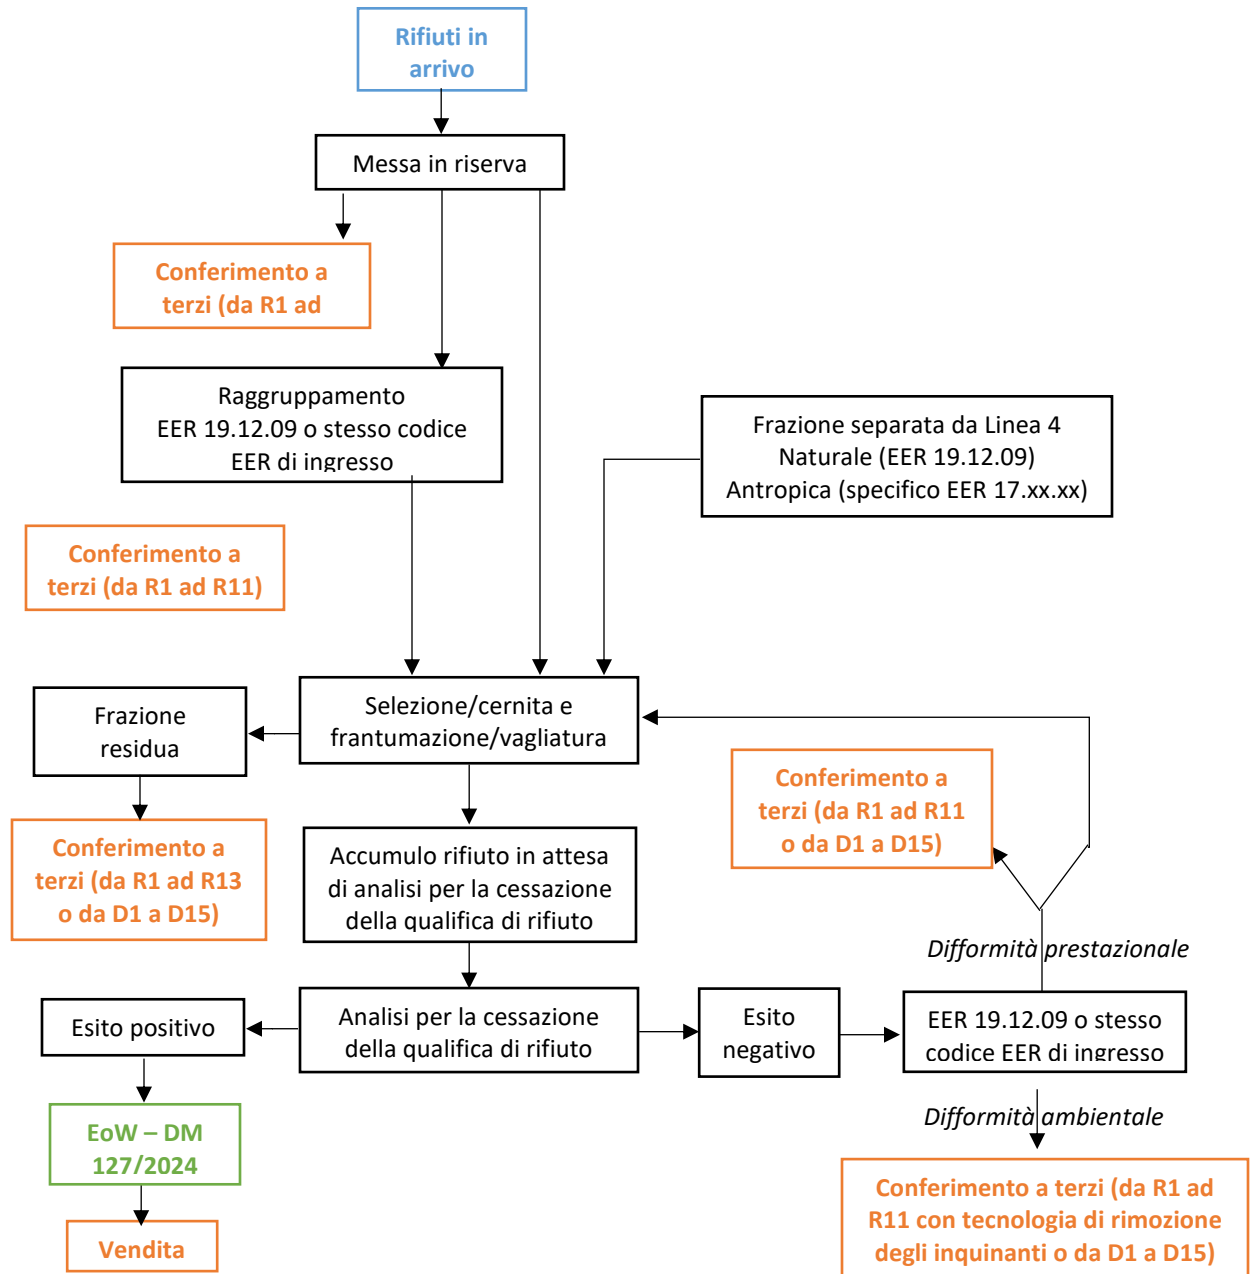 Rifiuti in
arrivo
Messa in riserva
Conferimento a
terzi (da R1 ad
Raggruppamento
EER 19.12.09 o stesso codice
EER di ingresso
Frazione separata da Linea 4
Naturale (EER 19.12.09)
Antropica (specifico EER 17.xx.xx)
Conferimento a
terzi (da R1 ad R11)
Frazione
residua
Selezione/cernita e
frantumazione/vagliatura
Conferimento a
terzi (da R1 ad R11
o da D1 a D15)
Conferimento a
terzi (da R1 ad R13
o da D1 a D15)
Accumulo rifiuto in attesa
di analisi per la cessazione
della qualifica di rifiuto
Difformità prestazionale
Esito positivo
Analisi per la cessazione
della qualifica di rifiuto
Esito
negativo
EER 19.12.09 o stesso
codice EER di ingresso
Difformità ambientale
EoW – DM
127/2024
Vendita
Conferimento a terzi (da R1 ad
R11 con tecnologia di rimozione
degli inquinanti o da D1 a D15)